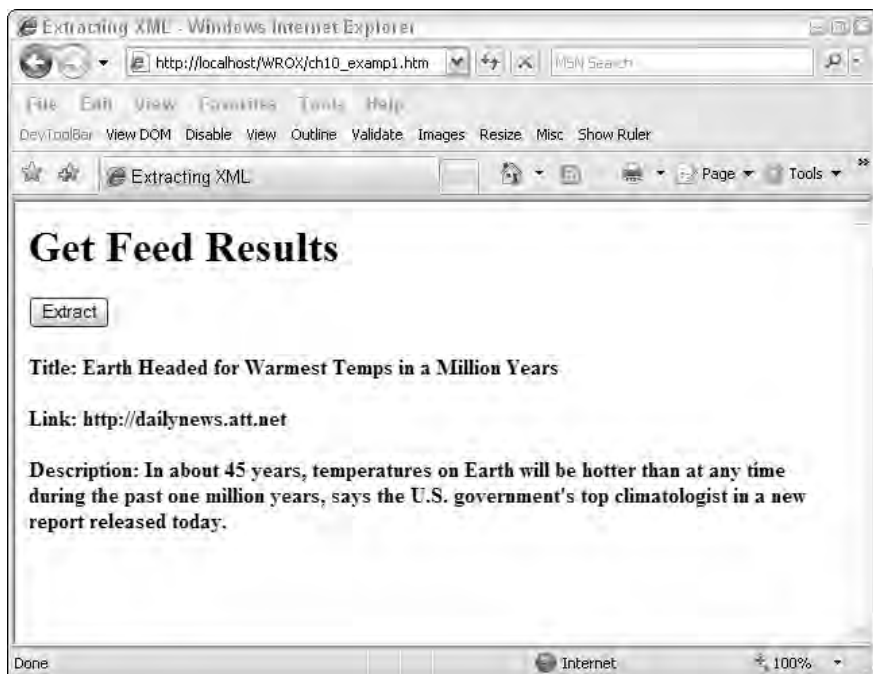 Extracting XML - Windows Internet Explorer
http://localhost/WROX/ch10_examp1.htm MSN Search
File Edit View Favorites Tools Help
DevToolBar View DOM Disable View Outline Validate Images Resize Misc Show Ruler
Extracting XML Page Tools »
Get Feed Results
Extract
Title: Earth Headed for Warmest Temps in a Million Years
Link: http://dailynews.att.net
Description: In about 45 years, temperatures on Earth will be hotter than at any time
during the past one million years, says the U.S. government's top climatologist in a new
report released today.
Done Internet 100%